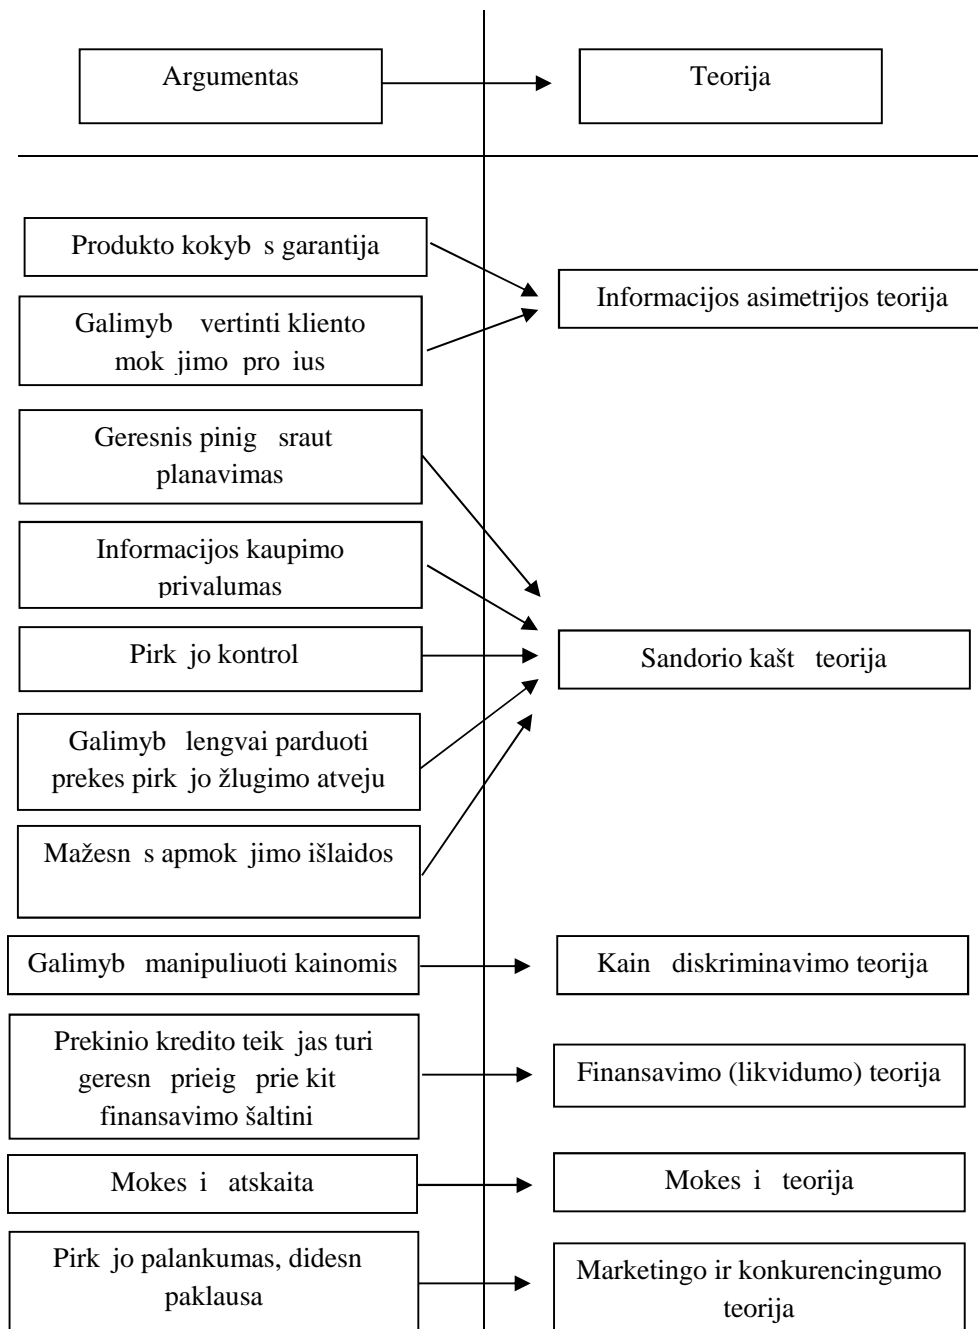 Argumentas
Teorija
Produkto kokyb s garantija
Galimyb vertinti kliento
mok jimo pro ius
Informacijos asimetrijos teorija
Geresnis pinig sraut
planavimas
Informacijos kaupimo
privalumas
Pirk jo kontrol
Galimyb lengvai parduoti
prekes pirk jo žlugimo atveju
Mažesn s apmok jimo išlaidos
Sandorio kašt teorija
Galimyb manipuliuoti kainomis
Kain diskriminavimo teorija
Prekinio kredito teik jas turi
geresn prieig prie kit
finansavimo šaltini
Finansavimo (likvidumo) teorija
Mokes i atskaita
Mokes i teorija
Pirk jo palankumas, didesn
paklausa
Marketingo ir konkurencingumo
teorija